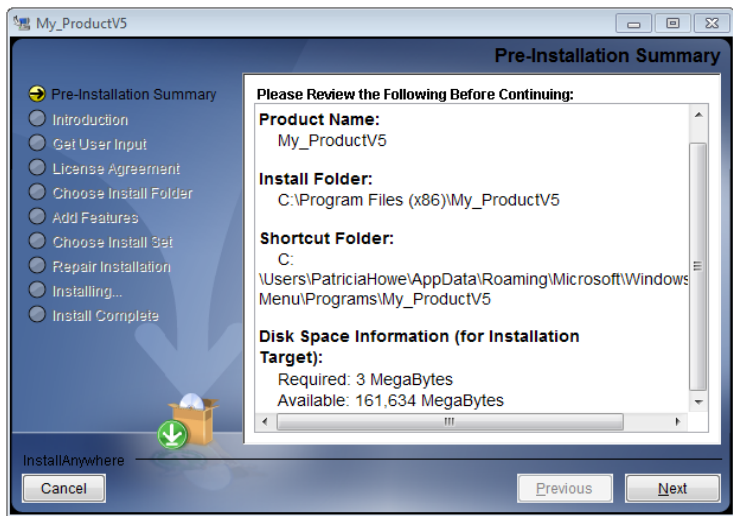 My_ProductV5
Pre-Installation Summary
Pre-Installation Summary
Introduction
Get User Input
License Agreement
Choose Install Folder
Add Features
Choose Install Set
Repair Installation
Installing...
Install Complete
Please Review the Following Before Continuing:
Product Name:
My_ProductV5
Install Folder:
C:\Program Files (x86)\My_ProductV5
Shortcut Folder:
C:
\Users\PatriciaHowe\AppData\Roaming\Microsoft\Windows
Menu\Programs\My_ProductV5
Disk Space Information (for Installation
Target):
Required: 3 MegaBytes
Available: 161,634 MegaBytes
InstallAnywhere
Cancel
Previous
Next